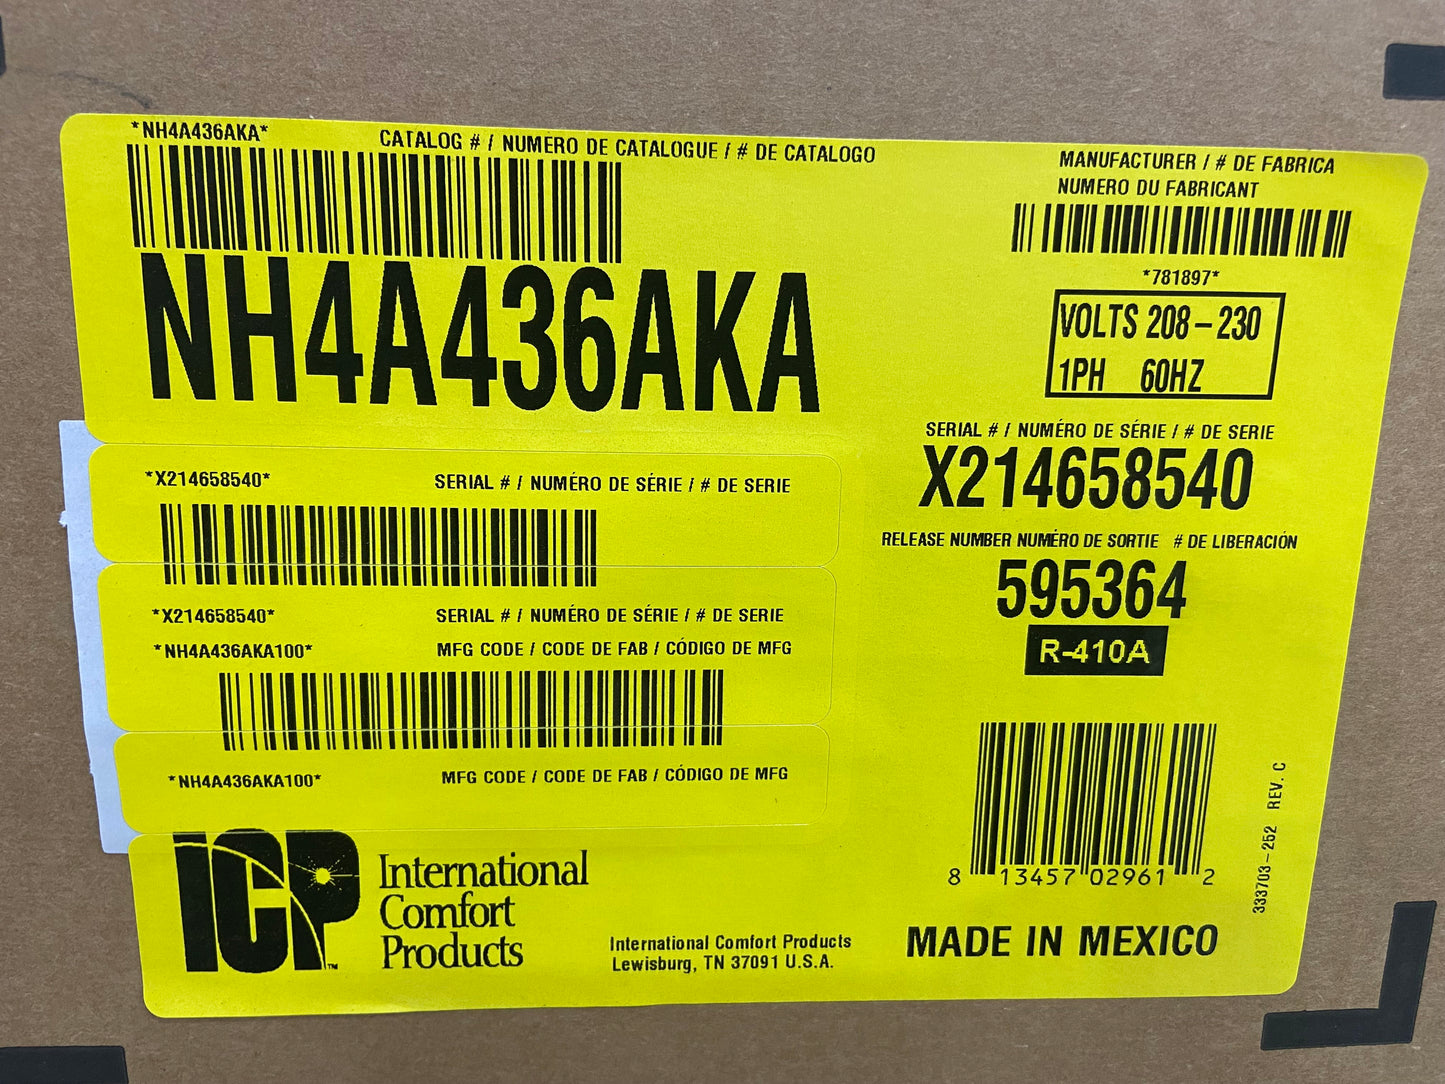 *NH4A436AKA*
CATALOG # / NUMERO DE CATALOGUE / # DE CATALOGO
NH4A436AKA
MANUFACTURER / # DE FABRICA
NUMERO DU FABRICANT
*781897*
VOLTS 208-230
1PH 60HZ
SERIAL # / NUMÉRO DE SÉRIE / # DE SERIE
X214658540
RELEASE NUMBER NUMÉRO DE SORTIE # DE LIBERACIÓN
595364
R-410A
*X214658540*
SERIAL # / NUMÉRO DE SÉRIE / # DE SERIE
*X214658540*
SERIAL # / NUMÉRO DE SÉRIE / # DE SERIE
*NH4A436AKA100*
MFG CODE / CODE DE FAB / CÓDIGO DE MFG
*NH4A436AKA100*
MFG CODE / CODE DE FAB / CÓDIGO DE MFG
ICP™
International
Comfort
Products
International Comfort Products
Lewisburg, TN 37091 U.S.A.
8 13457 02961 2
MADE IN MEXICO
333703-252 REV. C